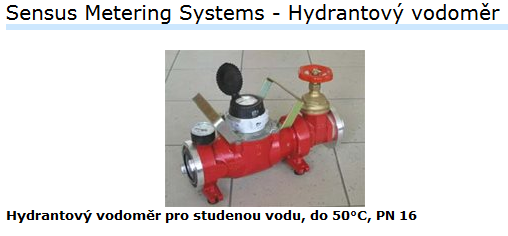 Sensus Metering Systems - Hydrantový vodoměr
Hydrantový vodoměr pro studenou vodu, do 50°C, PN 16